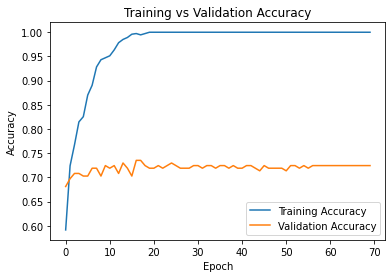 Training vs Validation Accuracy
1.00
0.95
0.90
0.85
0.80
0.75
0.70
0.65
0.60
Accuracy
Training Accuracy
Validation Accuracy
0 10 20 30 40 50 60 70
Epoch